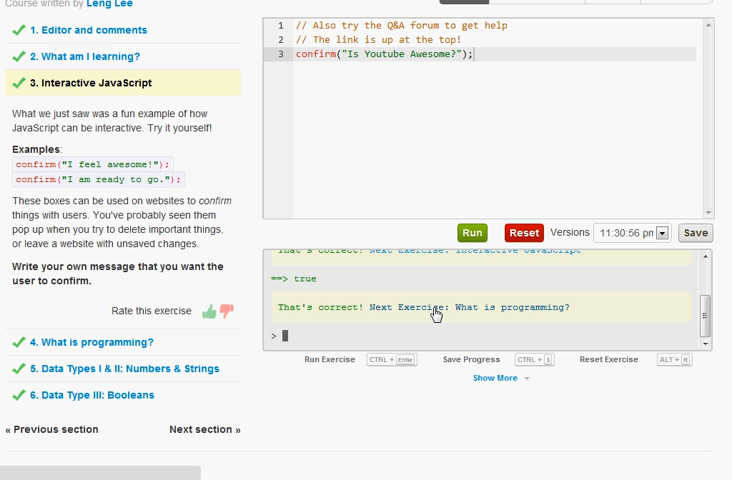 Course written by Leng Lee
1. Editor and comments
2. What am I learning?
3. Interactive JavaScript
What we just saw was a fun example of how
JavaScript can be interactive. Try it yourself!
Examples:
confirm("I feel awesome!");
confirm("I am ready to go.");
These boxes can be used on websites to confirm
things with users. You've probably seen them
pop up when you try to delete important things,
or leave a website with unsaved changes.
Write your own message that you want the
user to confirm.
Rate this exercise
4. What is programming?
5. Data Types I & II: Numbers & Strings
6. Data Type III: Booleans
« Previous section
Next section »
1 // Also try the Q&A forum to get help
2 // The link is up at the top!
3 confirm("Is Youtube Awesome?");
Run
Reset
Versions
11:30:56 pm
Save
That's correct! Next Exercise: Interactive JavaScript
==> true
That's correct! Next Exercise: What is programming?
>
Run Exercise CTRL + Enter
Save Progress CTRL + S
Reset Exercise ALT + R
Show More